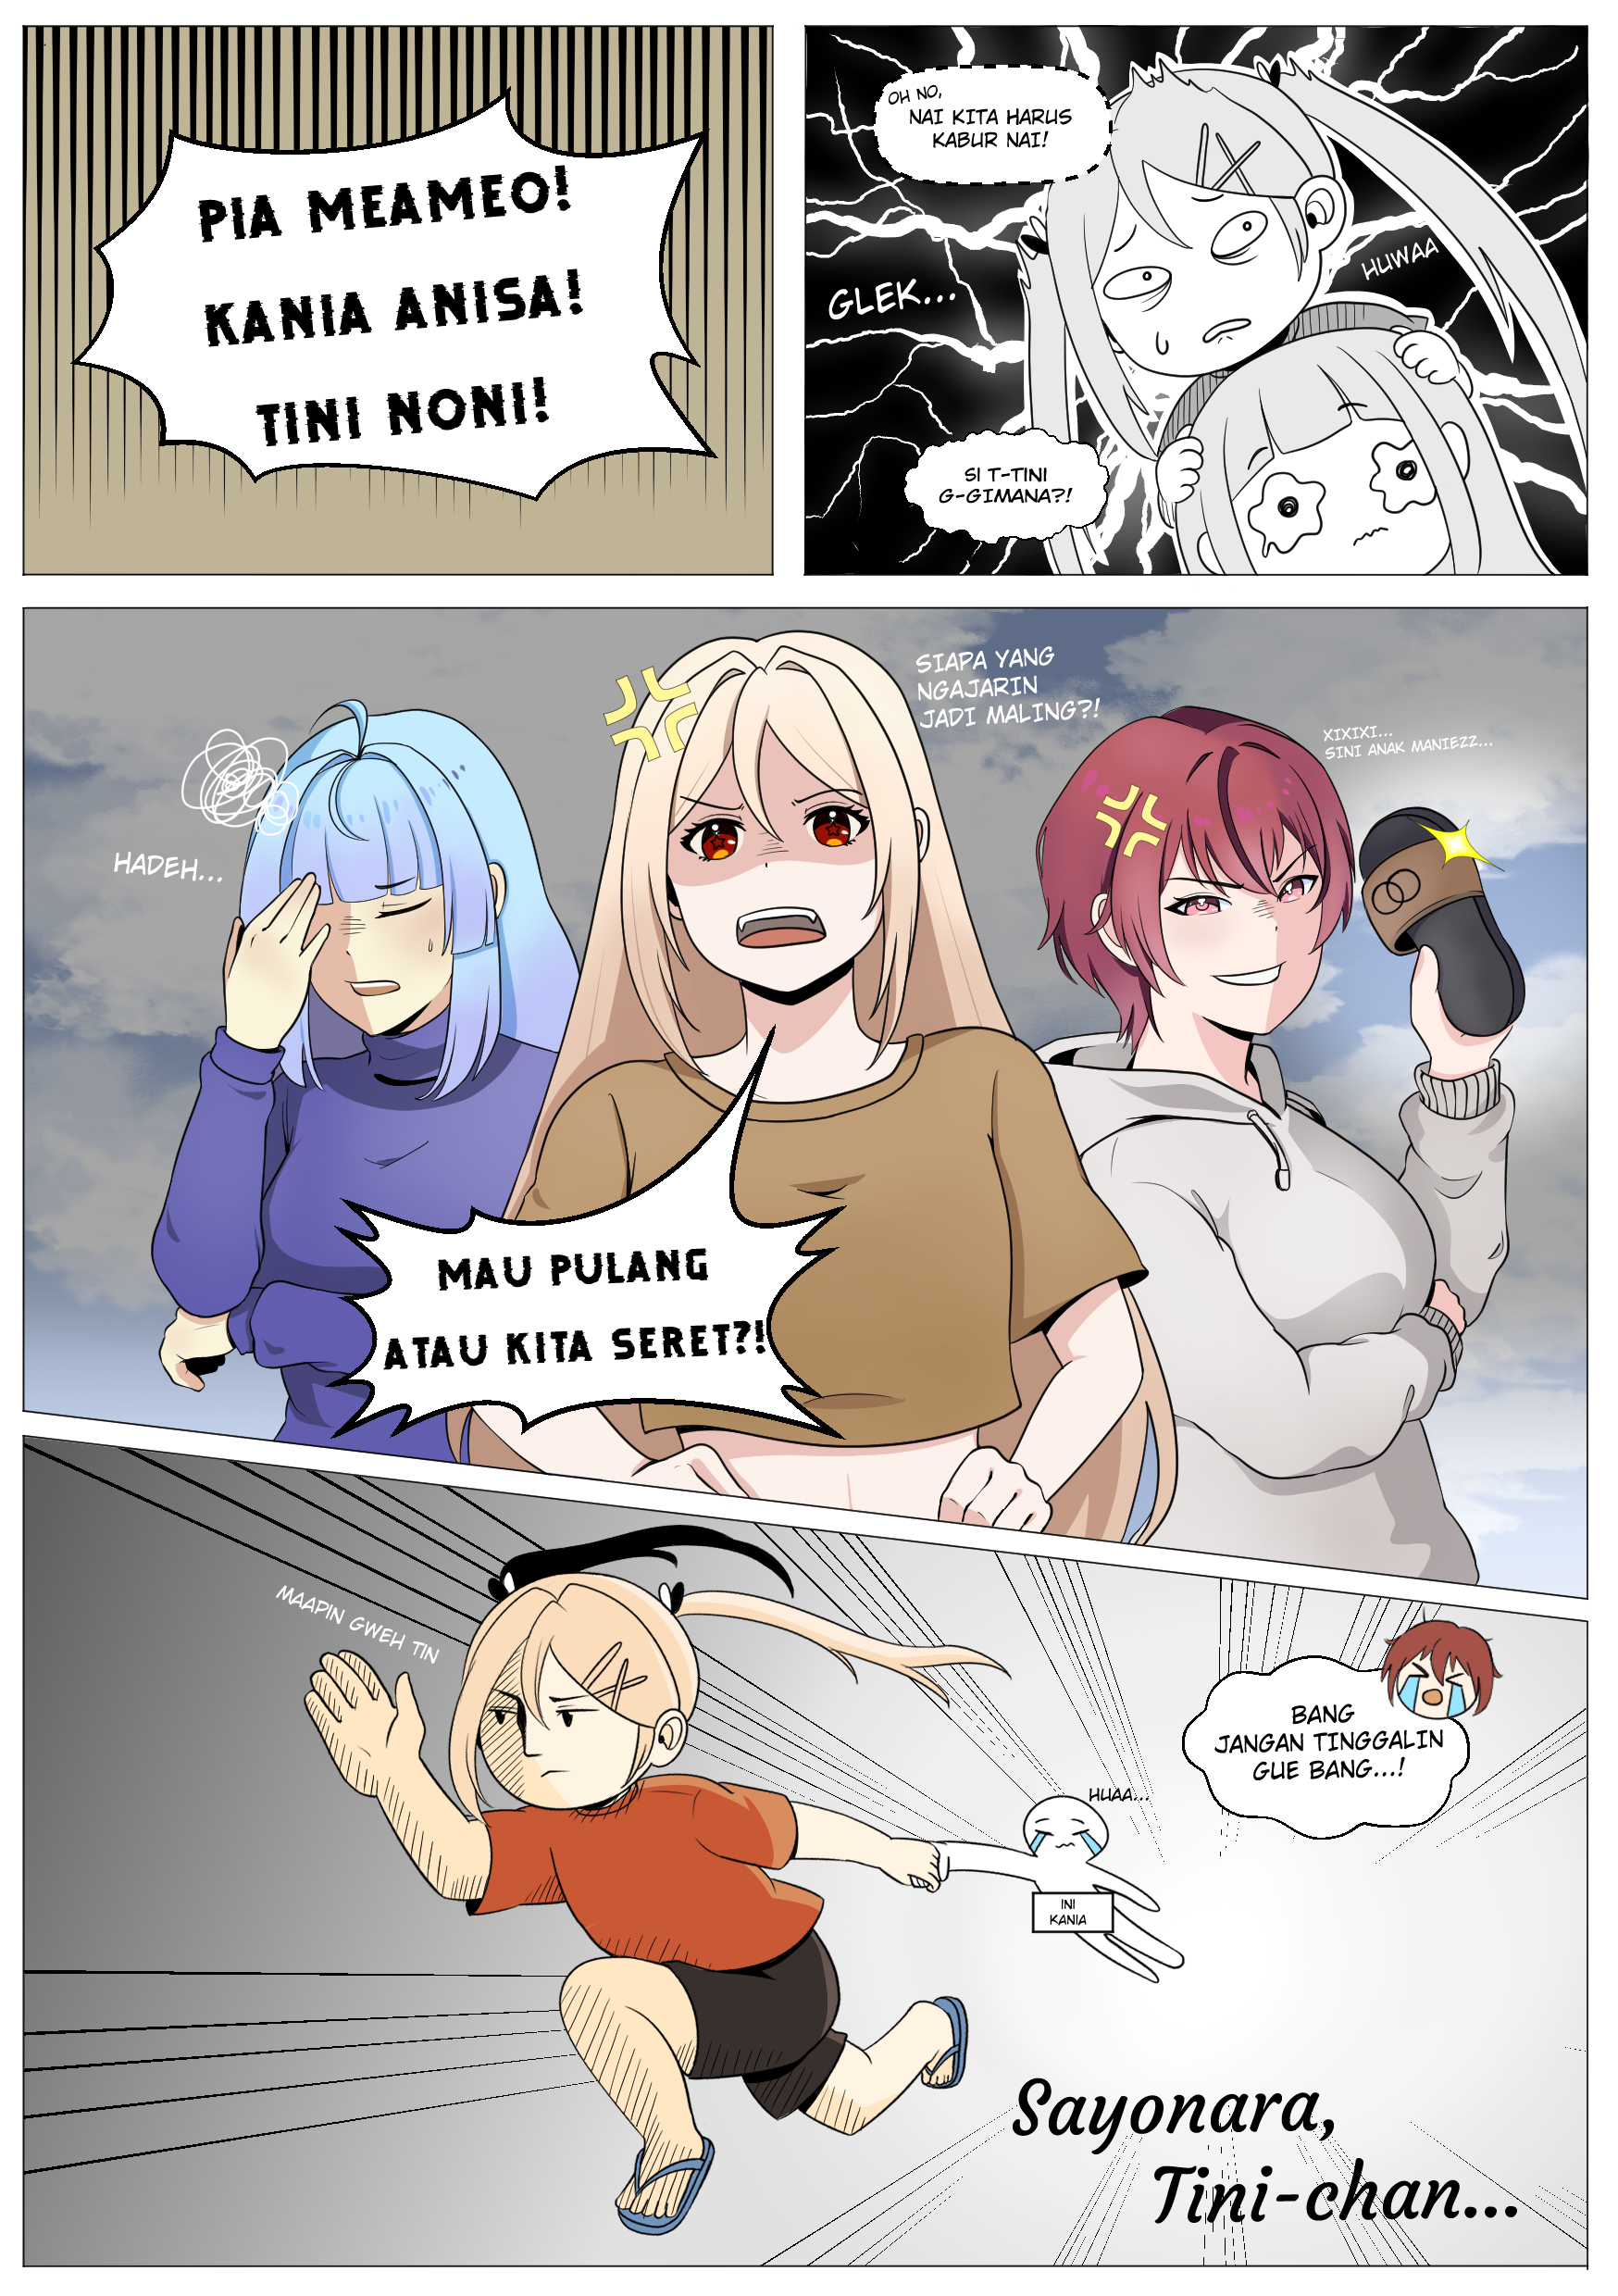 PIA MEAMEO!
KANIA ANISA!
TINI NONI!
OH NO,
NAI KITA HARUS
KABUR NAI!
GLEK...
HUWAA
SI T-TINI
G-GIMANA?!
SIAPA YANG
NGAJARIN
JADI MALING?!
XIXIXI...
SINI ANAK MANIEZZ...
HADEH...
MAU PULANG
ATAU KITA SERET?!
MAAPIN GWEH TIN
BANG
JANGAN TINGGALIN
GUE BANG...!
HUAA...
INI
KANIA
Sayonara,
Tini-chan...